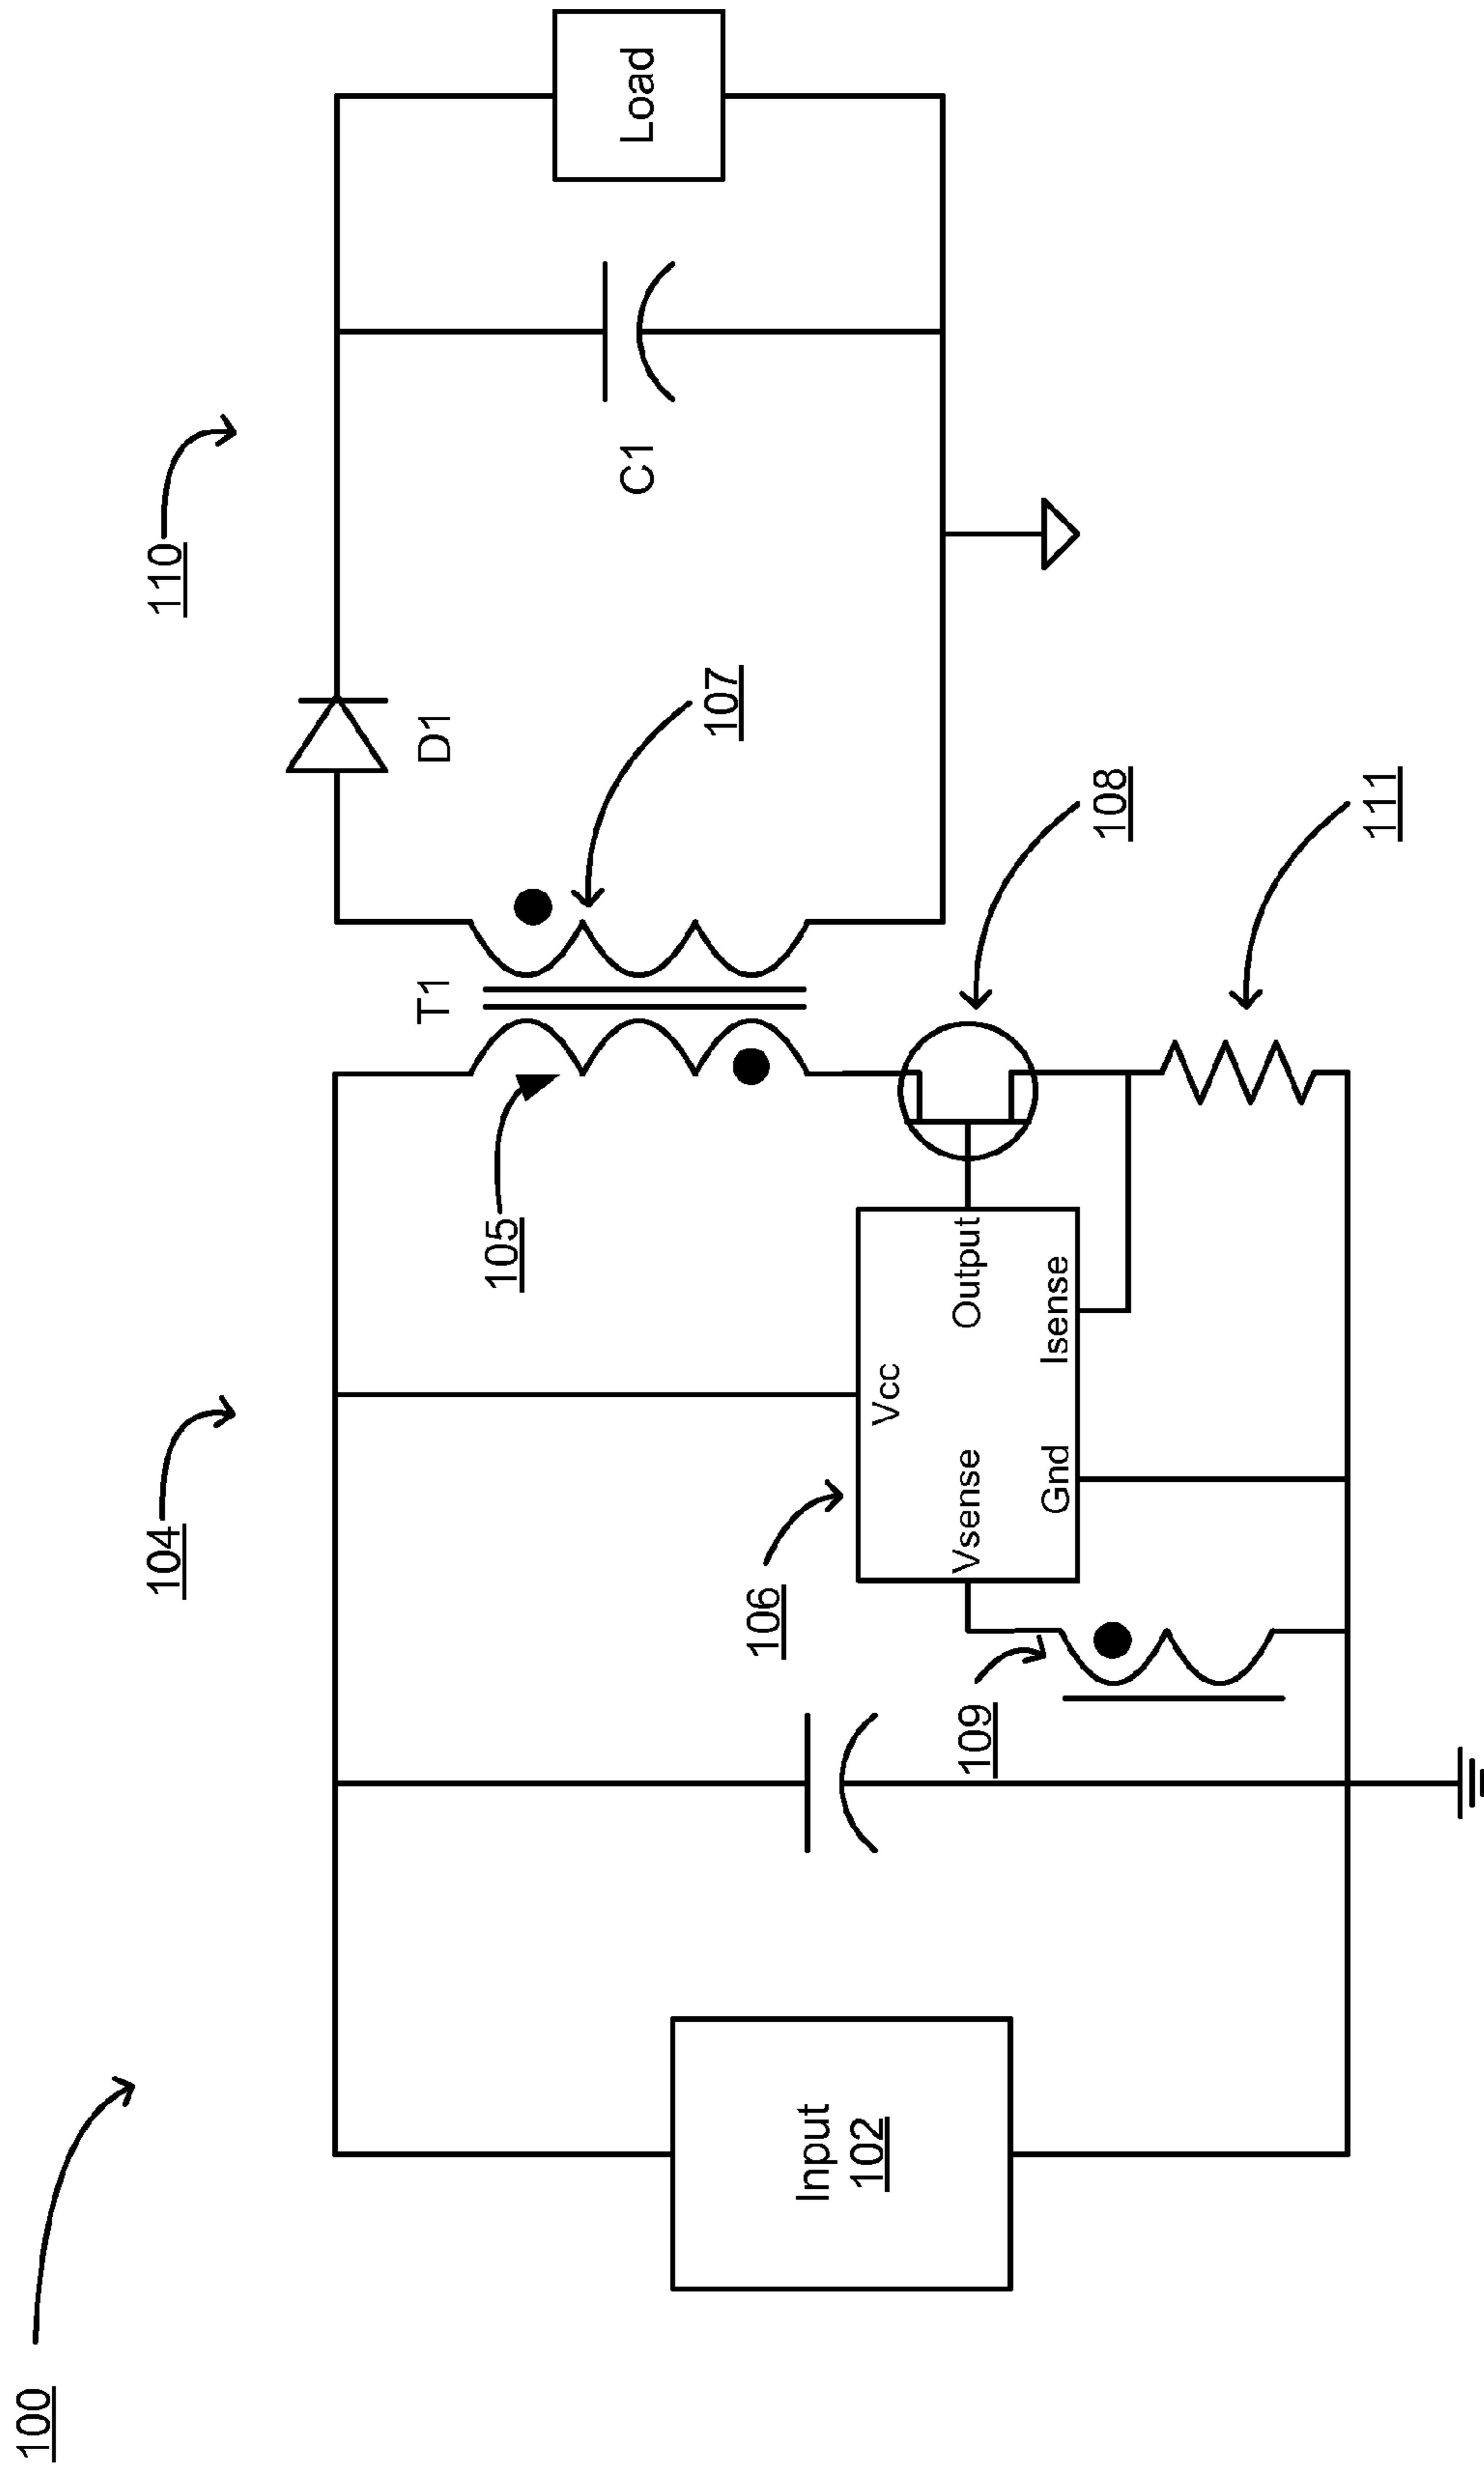 100
104
110
Input
102
106
Vcc
Vsense
Output
Gnd
Isense
109
105
T1
107
D1
C1
Load
108
111